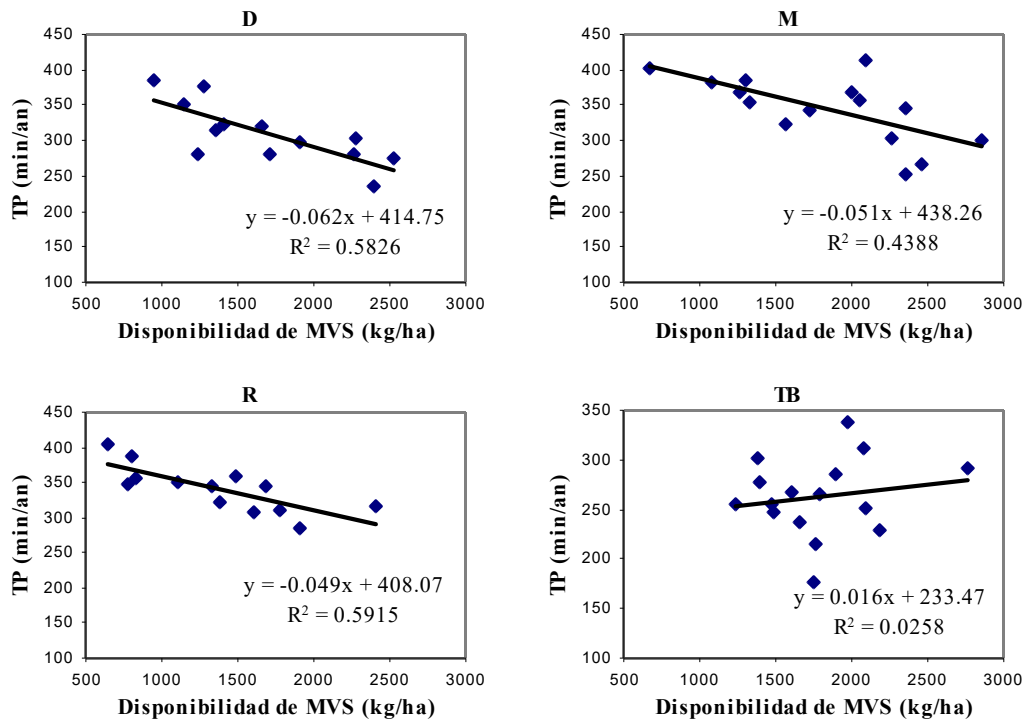 D
450
400
350
300
250
200
150
100
TP (min/an)
y = -0.062x + 414.75
R² = 0.5826
500 1000 1500 2000 2500 3000
Disponibilidad de MVS (kg/ha)
M
450
400
350
300
250
200
150
100
TP (min/an)
y = -0.051x + 438.26
R² = 0.4388
500 1000 1500 2000 2500 3000
Disponibilidad de MVS (kg/ha)
R
450
400
350
300
250
200
150
100
TP (min/an)
y = -0.049x + 408.07
R² = 0.5915
500 1000 1500 2000 2500 3000
Disponibilidad de MVS (kg/ha)
TB
350
300
250
200
150
100
TP (min/an)
y = 0.016x + 233.47
R² = 0.0258
500 1000 1500 2000 2500 3000
Disponibilidad de MVS (kg/ha)